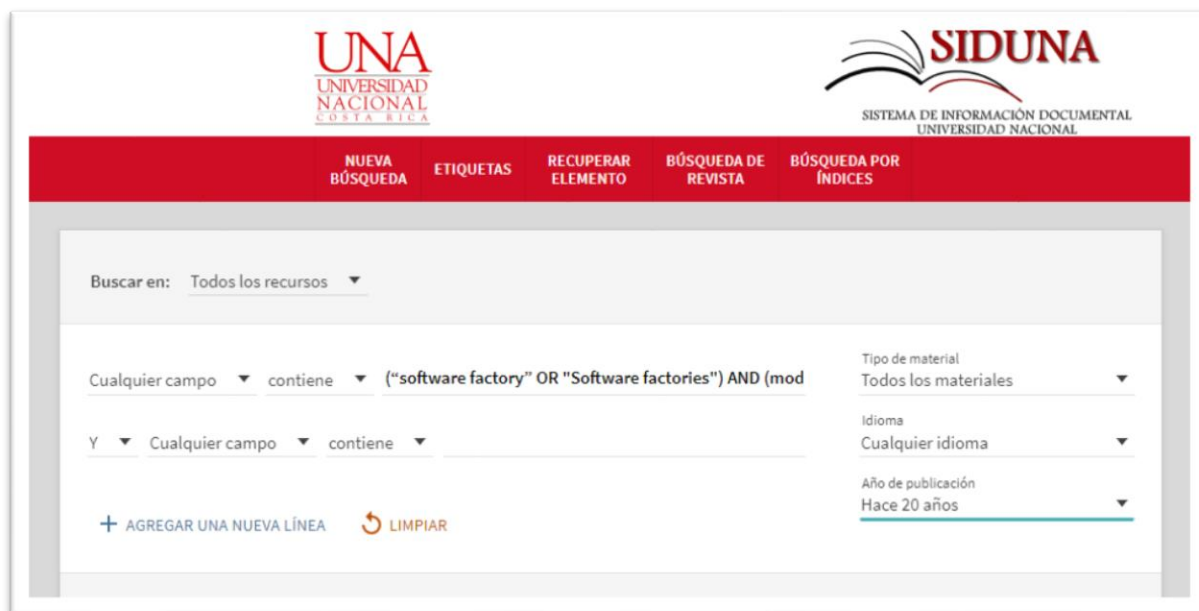 UNA
UNIVERSIDAD
NACIONAL
COSTA RICA
SIDUNA
SISTEMA DE INFORMACIÓN DOCUMENTAL
UNIVERSIDAD NACIONAL
NUEVA
BÚSQUEDA
ETIQUETAS
RECUPERAR
ELEMENTO
BÚSQUEDA DE
REVISTA
BÚSQUEDA POR
ÍNDICES
Buscar en: Todos los recursos
Cualquier campo contiene (“software factory” OR "Software factories") AND (mod
Y Cualquier campo contiene
+ AGREGAR UNA NUEVA LÍNEA LIMPIAR
Tipo de material
Todos los materiales
Idioma
Cualquier idioma
Año de publicación
Hace 20 años